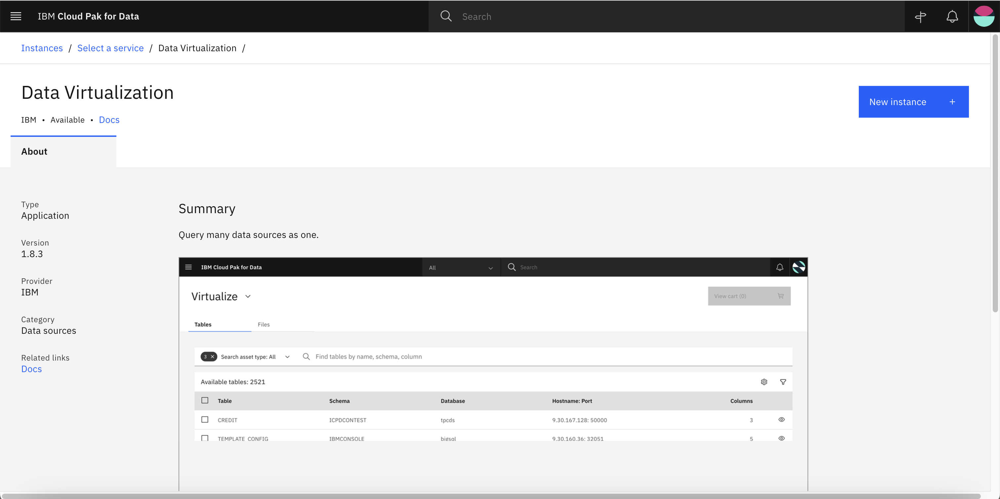 IBM Cloud Pak for Data
Search
Instances / Select a service / Data Virtualization /
Data Virtualization
New instance +
IBM • Available • Docs
About
Type
Application
Version
1.8.3
Provider
IBM
Category
Data sources
Related links
Docs
Summary
Query many data sources as one.
IBM Cloud Pak for Data
All
Search
Virtualize
View cart (0)
Tables Files
3 × Search asset type: All
Find tables by name, schema, column
Available tables: 2521
Table Schema Database Hostname: Port Columns
CREDIT ICPDCONTEST tpcds 9.30.167.128: 50000 3
TEMPLATE_CONFIG IBMCONSOLE bigsql 9.30.160.36: 32051 5